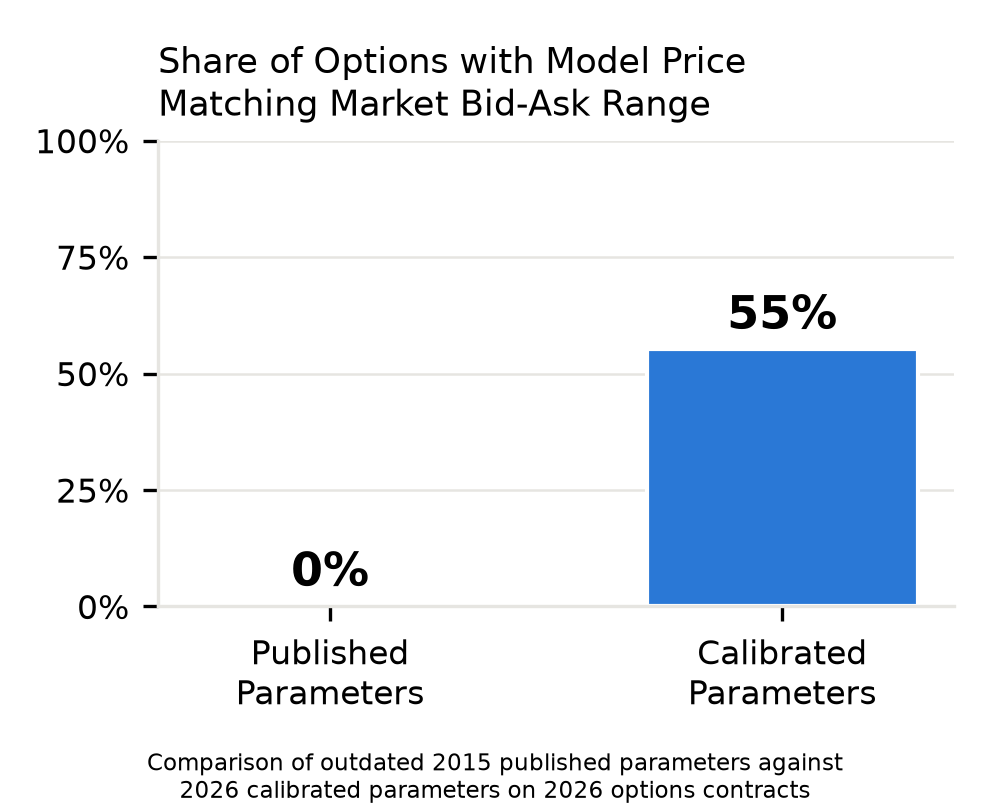 Share of Options with Model Price
Matching Market Bid-Ask Range
100%
75%
50%
25%
0%
0%
55%
Published
Parameters
Calibrated
Parameters
Comparison of outdated 2015 published parameters against
2026 calibrated parameters on 2026 options contracts